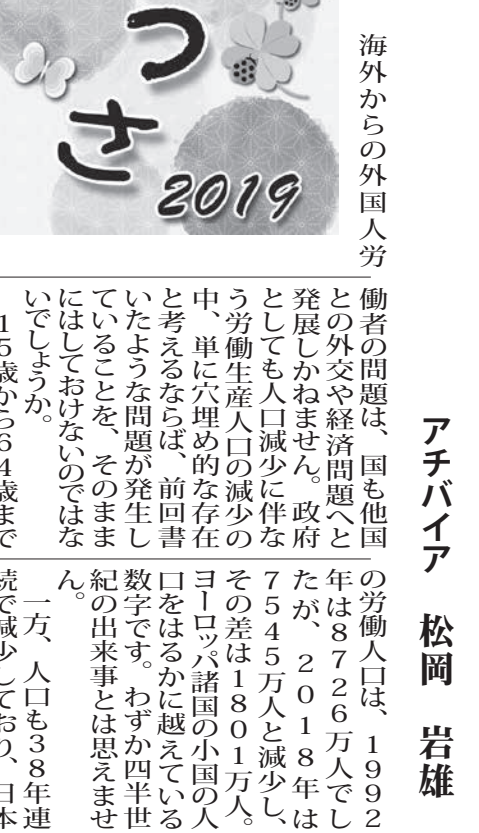 アチバイア　松岡　岩雄
海外からの外国人労
つ
さ
2019
働者の問題は、国も他国
との外交や経済問題へと
発展しかねません。政府
としても人口減少に伴な
う労働生産人口の減少の
中、単に穴埋め的な存在
と考えるならば、前回書
いたような問題が発生し
ていることを、そのまま
にはしておけないのではな
いでしょうか。
　15歳から64歳まで
の労働人口は、1992
年は8726万人でし
たが、2018年は
7545万人と減少し、
その差は1801万人。
ヨーロッパ諸国の小国の人
口をはるかに越えている
数字です。わずか四半世
紀の出来事とは思えませ
ん。
　一方、人口も38年連
続で減少しており、日本